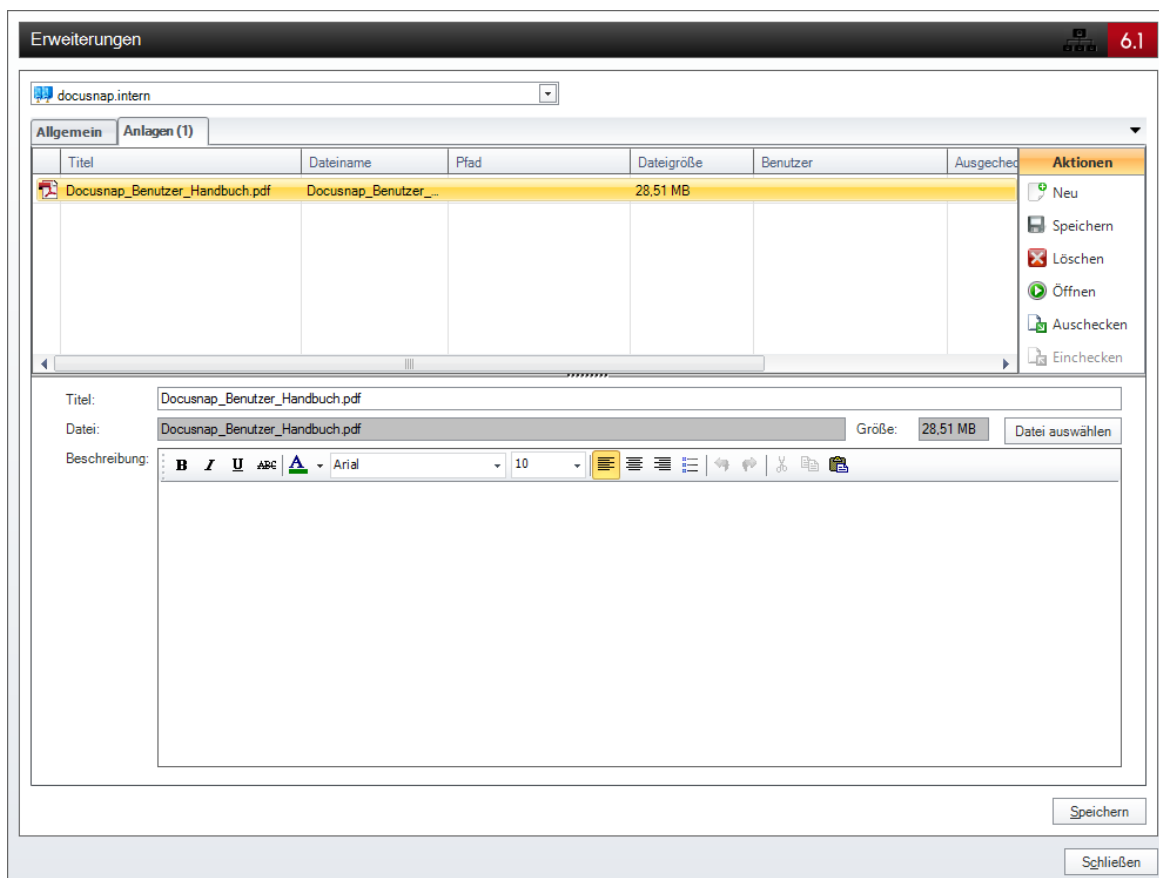 Erweiterungen 6.1
docusnap.intern
Allgemein Anlagen (1)
Titel Dateiname Pfad Dateigröße Benutzer Ausgechec Aktionen
Docusnap_Benutzer_Handbuch.pdf Docusnap_Benutzer_... 28,51 MB
Neu
Speichern
Löschen
Öffnen
Auschecken
Einchecken
Titel: Docusnap_Benutzer_Handbuch.pdf
Datei: Docusnap_Benutzer_Handbuch.pdf Größe: 28,51 MB Datei auswählen
Beschreibung: B I U ABC A Arial 10
Speichern
Schließen